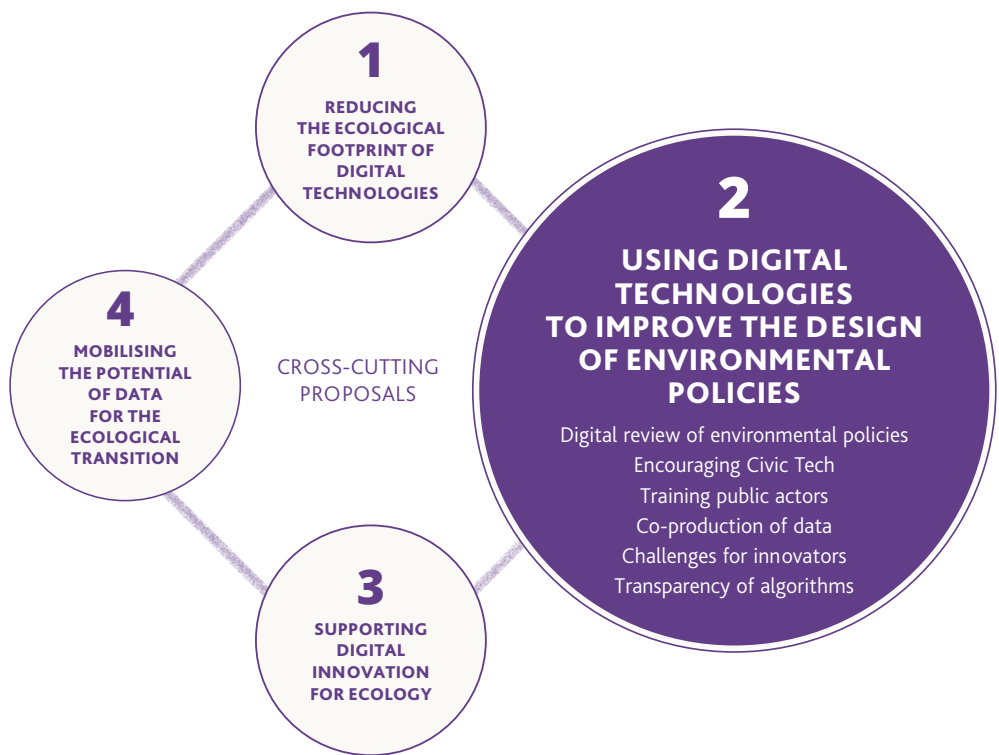 1
REDUCING
THE ECOLOGICAL
FOOTPRINT OF
DIGITAL
TECHNOLOGIES
2
USING DIGITAL
TECHNOLOGIES
TO IMPROVE THE DESIGN
OF ENVIRONMENTAL
POLICIES
Digital review of environmental policies
Encouraging Civic Tech
Training public actors
Co-production of data
Challenges for innovators
Transparency of algorithms
3
SUPPORTING
DIGITAL
INNOVATION
FOR ECOLOGY
4
MOBILISING
THE POTENTIAL
OF DATA
FOR THE
ECOLOGICAL
TRANSITION
CROSS-CUTTING
PROPOSALS